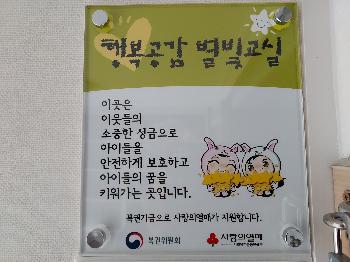 행복공감 별빛교실
이곳은
이웃들의
소중한 성금으로
아이들을
안전하게 보호하고
아이들의 꿈을
키워가는 곳입니다.
복권기금으로 사랑의열매가 지원합니다.
복권위원회
사랑의열매